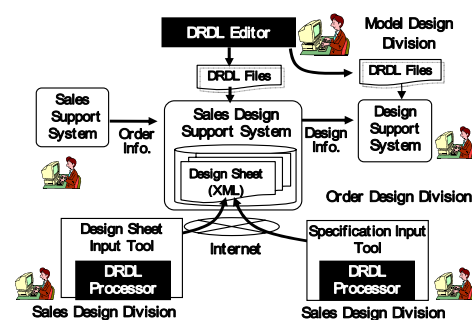 DRDL Editor
Model Design
Division
DRDL Files
DRDL Files
Sales
Support
System
Order
Info.
Sales Design
Support System
Design
Info.
Design
Support
System
Design Sheet
(XML)
Order Design Division
Design Sheet
Input Tool
DRDL
Processor
Internet
Specification Input
Tool
DRDL
Processor
Sales Design Division
Sales Design Division